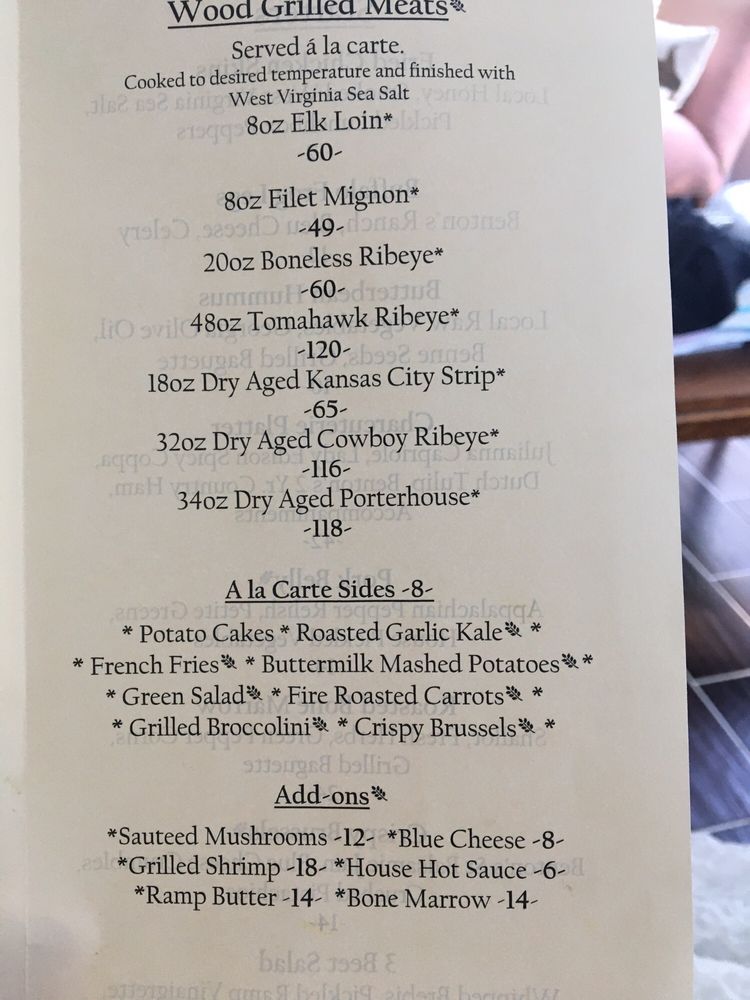 Wood Grilled Meats
Served á la carte.
Cooked to desired temperature and finished with
West Virginia Sea Salt
8oz Elk Loin*
-60-
8oz Filet Mignon*
-49-
20oz Boneless Ribeye*
-60-
48oz Tomahawk Ribeye*
-120-
18oz Dry Aged Kansas City Strip*
-65-
32oz Dry Aged Cowboy Ribeye*
-116-
34oz Dry Aged Porterhouse*
-118-
A la Carte Sides -8-
* Potato Cakes * Roasted Garlic Kale *
* French Fries * Buttermilk Mashed Potatoes *
* Green Salad * Fire Roasted Carrots *
* Grilled Broccolini * Crispy Brussels *
Add-ons
*Sauteed Mushrooms -12- *Blue Cheese -8-
*Grilled Shrimp -18- *House Hot Sauce -6-
*Ramp Butter -14- *Bone Marrow -14-